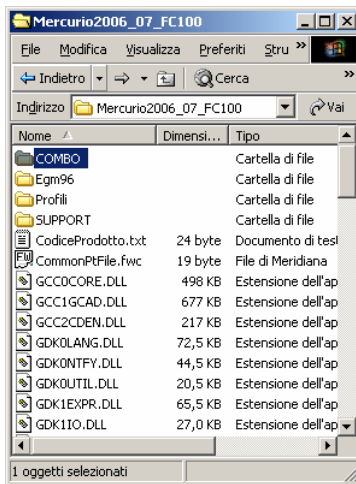 Mercurio2006_07_FC100
File Modifica Visualizza Preferiti Stru »
Indietro Cerca »
Indirizzo Mercurio2006_07_FC100 Vai
Nome Dimensi... Tipo
COMBO Cartella di file
Egm96 Cartella di file
Profili Cartella di file
SUPPORT Cartella di file
CodiceProdotto.txt 24 byte Documento di test
CommonPtFile.fwc 19 byte File di Meridiana
GCC0CORE.DLL 498 KB Estensione dell'ap
GCC1GCAD.DLL 677 KB Estensione dell'ap
GCC2CDEN.DLL 217 KB Estensione dell'ap
GDK0LANG.DLL 72,5 KB Estensione dell'ap
GDK0NTFY.DLL 44,5 KB Estensione dell'ap
GDK0UTIL.DLL 20,5 KB Estensione dell'ap
GDK1EXPR.DLL 65,5 KB Estensione dell'ap
GDK1IO.DLL 27,0 KB Estensione dell'ap
1 oggetti selezionati